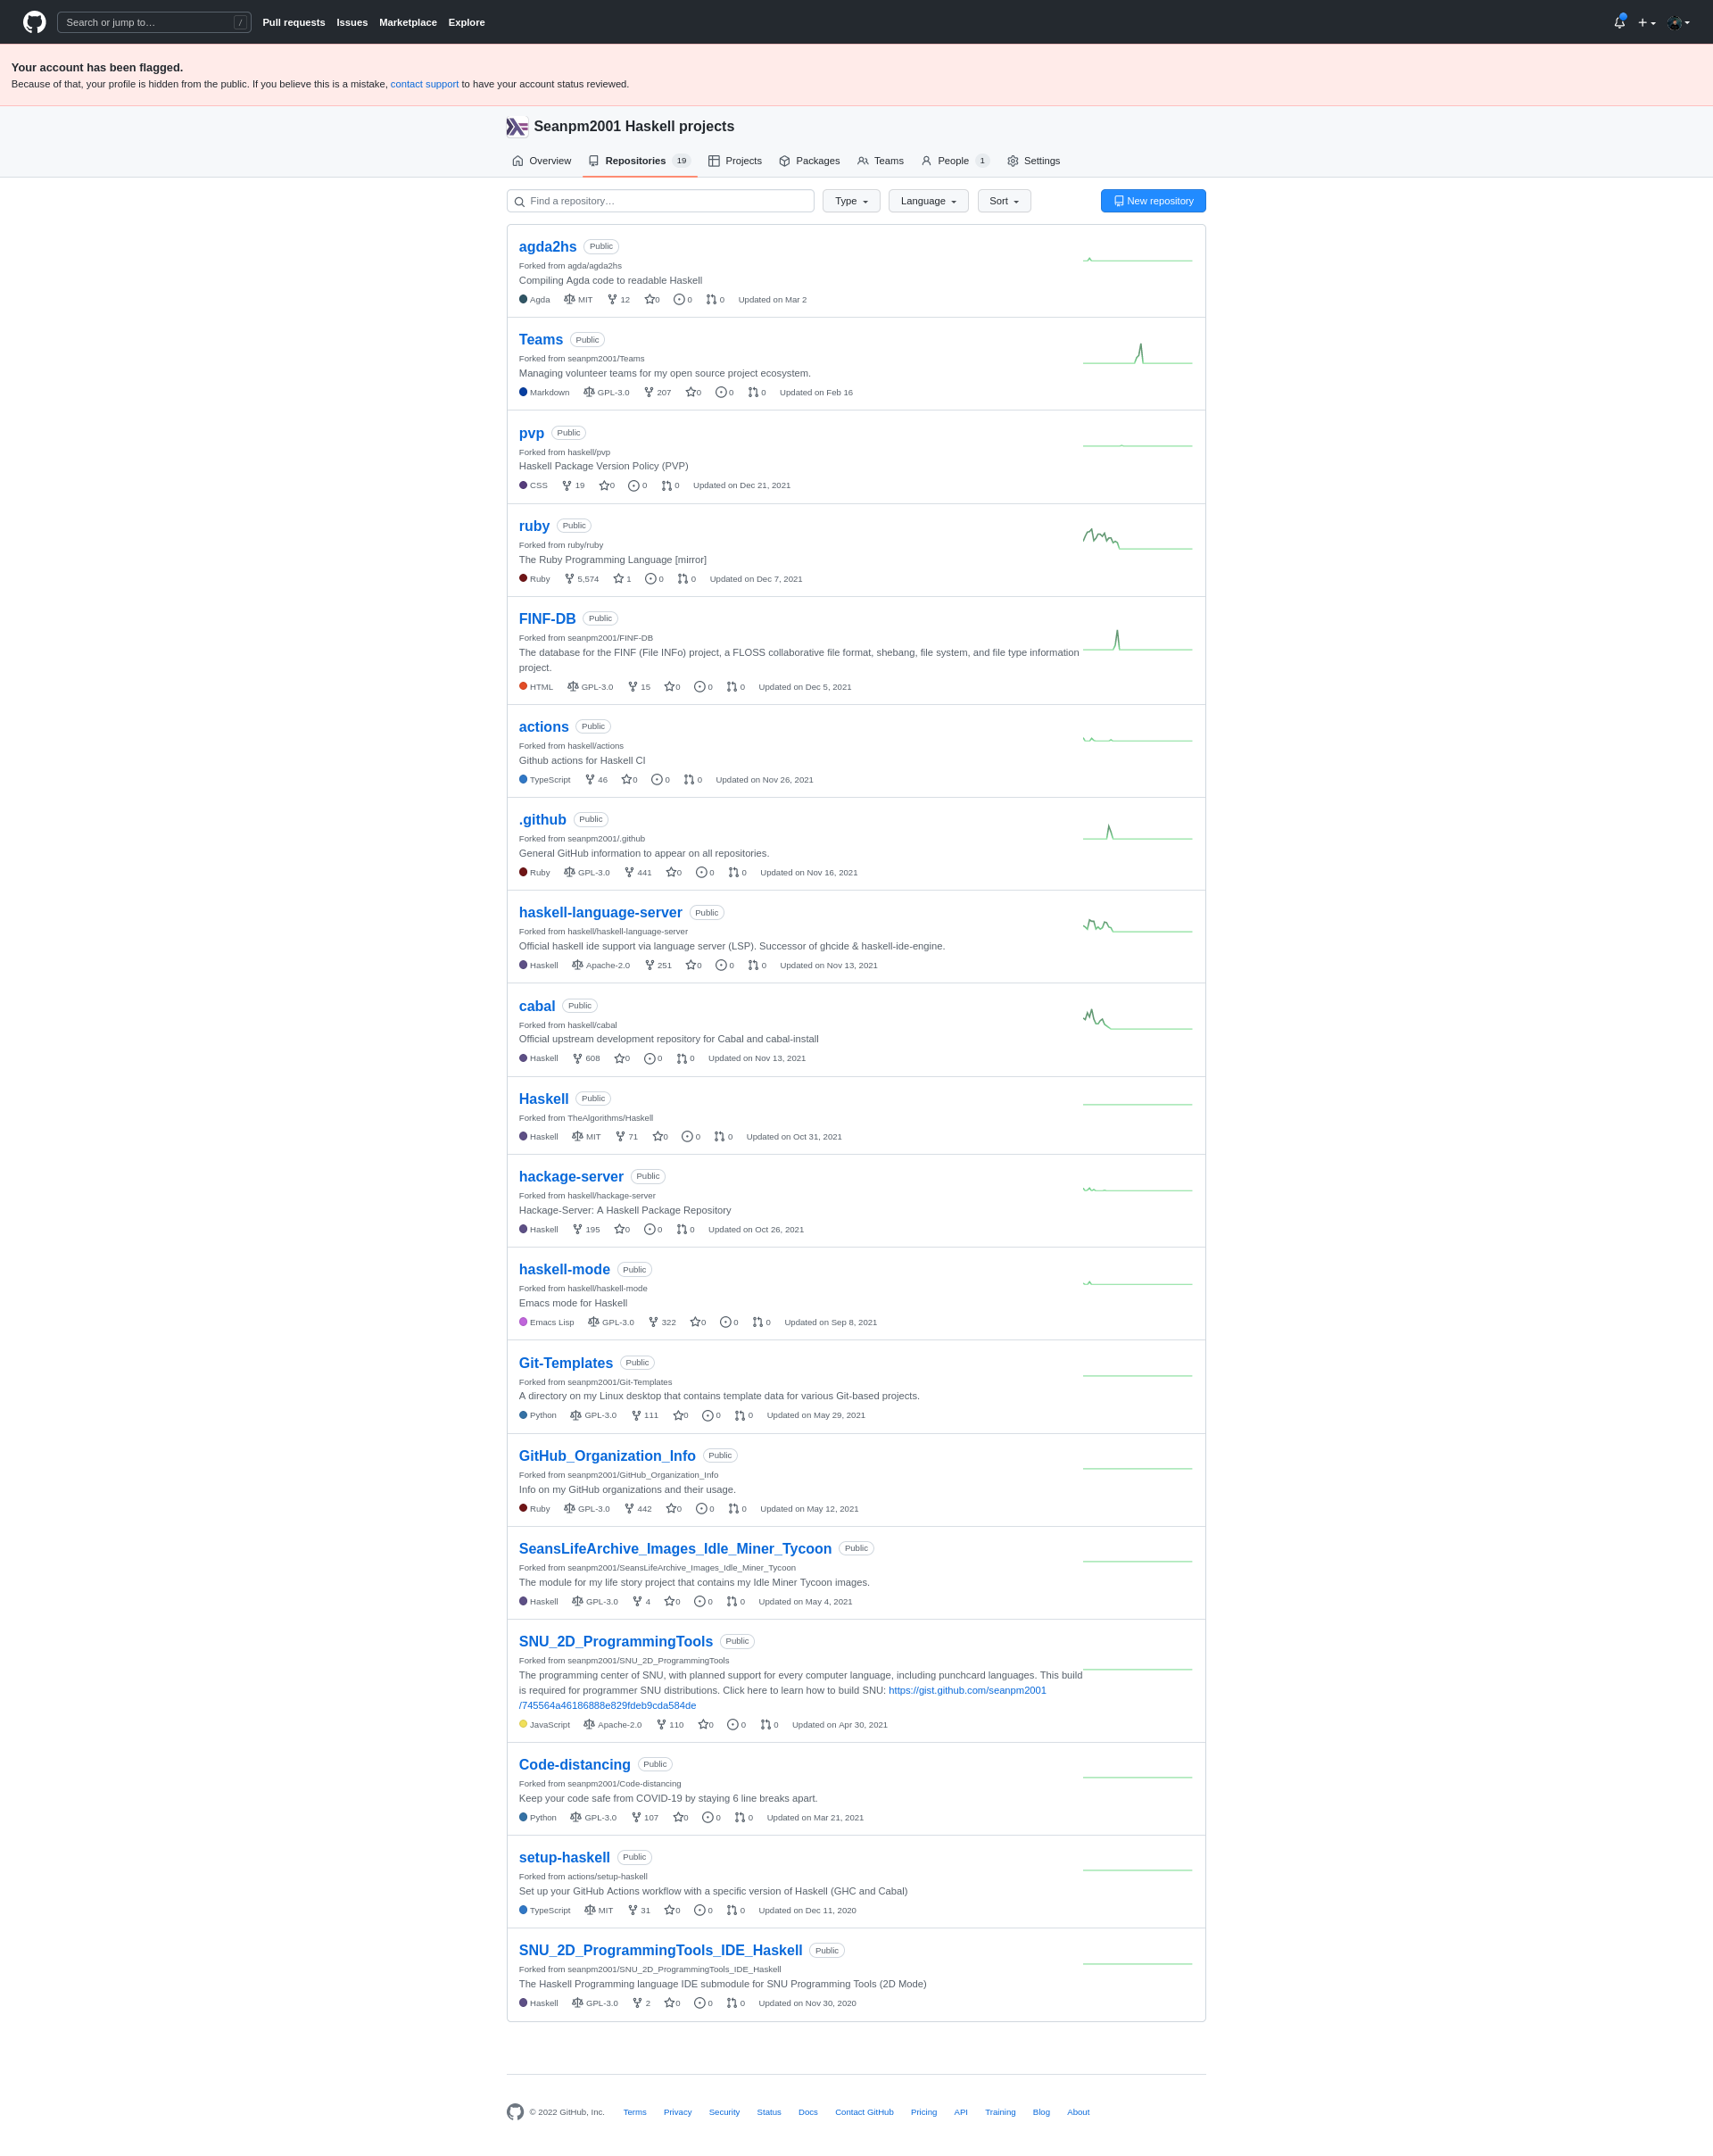 Search or jump to… /
Pull requests Issues Marketplace Explore
Your account has been flagged.
Because of that, your profile is hidden from the public. If you believe this is a mistake, contact support to have your account status reviewed.
Seanpm2001 Haskell projects
Overview Repositories 19 Projects Packages Teams People 1 Settings
Find a repository… Type Language Sort New repository
agda2hs Public
Forked from agda/agda2hs
Compiling Agda code to readable Haskell
Agda MIT 12 0 0 0 Updated on Mar 2
Teams Public
Forked from seanpm2001/Teams
Managing volunteer teams for my open source project ecosystem.
Markdown GPL-3.0 207 0 0 0 Updated on Feb 16
pvp Public
Forked from haskell/pvp
Haskell Package Version Policy (PVP)
CSS 19 0 0 0 Updated on Dec 21, 2021
ruby Public
Forked from ruby/ruby
The Ruby Programming Language [mirror]
Ruby 5,574 1 0 0 Updated on Dec 7, 2021
FINF-DB Public
Forked from seanpm2001/FINF-DB
The database for the FINF (File INFo) project, a FLOSS collaborative file format, shebang, file system, and file type information
project.
HTML GPL-3.0 15 0 0 0 Updated on Dec 5, 2021
actions Public
Forked from haskell/actions
Github actions for Haskell CI
TypeScript 46 0 0 0 Updated on Nov 26, 2021
.github Public
Forked from seanpm2001/.github
General GitHub information to appear on all repositories.
Ruby GPL-3.0 441 0 0 0 Updated on Nov 16, 2021
haskell-language-server Public
Forked from haskell/haskell-language-server
Official haskell ide support via language server (LSP). Successor of ghcide & haskell-ide-engine.
Haskell Apache-2.0 251 0 0 0 Updated on Nov 13, 2021
cabal Public
Forked from haskell/cabal
Official upstream development repository for Cabal and cabal-install
Haskell 608 0 0 0 Updated on Nov 13, 2021
Haskell Public
Forked from TheAlgorithms/Haskell
Haskell MIT 71 0 0 0 Updated on Oct 31, 2021
hackage-server Public
Forked from haskell/hackage-server
Hackage-Server: A Haskell Package Repository
Haskell 195 0 0 0 Updated on Oct 26, 2021
haskell-mode Public
Forked from haskell/haskell-mode
Emacs mode for Haskell
Emacs Lisp GPL-3.0 322 0 0 0 Updated on Sep 8, 2021
Git-Templates Public
Forked from seanpm2001/Git-Templates
A directory on my Linux desktop that contains template data for various Git-based projects.
Python GPL-3.0 111 0 0 0 Updated on May 29, 2021
GitHub_Organization_Info Public
Forked from seanpm2001/GitHub_Organization_Info
Info on my GitHub organizations and their usage.
Ruby GPL-3.0 442 0 0 0 Updated on May 12, 2021
SeansLifeArchive_Images_Idle_Miner_Tycoon Public
Forked from seanpm2001/SeansLifeArchive_Images_Idle_Miner_Tycoon
The module for my life story project that contains my Idle Miner Tycoon images.
Haskell GPL-3.0 4 0 0 0 Updated on May 4, 2021
SNU_2D_ProgrammingTools Public
Forked from seanpm2001/SNU_2D_ProgrammingTools
The programming center of SNU, with planned support for every computer language, including punchcard languages. This build
is required for programmer SNU distributions. Click here to learn how to build SNU: https://gist.github.com/seanpm2001
/745564a46186888e829fdeb9cda584de
JavaScript Apache-2.0 110 0 0 0 Updated on Apr 30, 2021
Code-distancing Public
Forked from seanpm2001/Code-distancing
Keep your code safe from COVID-19 by staying 6 line breaks apart.
Python GPL-3.0 107 0 0 0 Updated on Mar 21, 2021
setup-haskell Public
Forked from actions/setup-haskell
Set up your GitHub Actions workflow with a specific version of Haskell (GHC and Cabal)
TypeScript MIT 31 0 0 0 Updated on Dec 11, 2020
SNU_2D_ProgrammingTools_IDE_Haskell Public
Forked from seanpm2001/SNU_2D_ProgrammingTools_IDE_Haskell
The Haskell Programming language IDE submodule for SNU Programming Tools (2D Mode)
Haskell GPL-3.0 2 0 0 0 Updated on Nov 30, 2020
© 2022 GitHub, Inc. Terms Privacy Security Status Docs Contact GitHub Pricing API Training Blog About